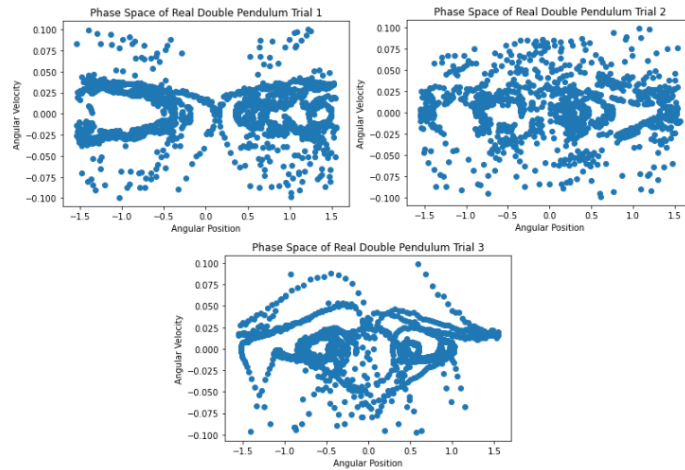 Phase Space of Real Double Pendulum Trial 1
0.100
0.075
0.050
0.025
0.000
−0.025
−0.050
−0.075
−0.100
Angular Velocity
−1.5 −1.0 −0.5 0.0 0.5 1.0 1.5
Angular Position
Phase Space of Real Double Pendulum Trial 2
0.100
0.075
0.050
0.025
0.000
−0.025
−0.050
−0.075
−0.100
Angular Velocity
−1.5 −1.0 −0.5 0.0 0.5 1.0 1.5
Angular Position
Phase Space of Real Double Pendulum Trial 3
0.100
0.075
0.050
0.025
0.000
−0.025
−0.050
−0.075
−0.100
Angular Velocity
−1.5 −1.0 −0.5 0.0 0.5 1.0 1.5
Angular Position